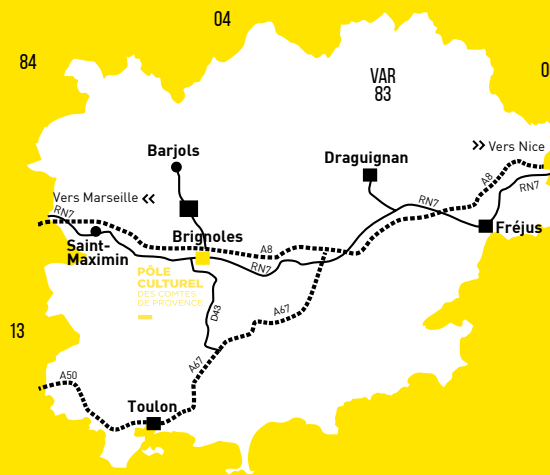 04
84
0
VAR
83
Vers Nice
Barjols
Draguignan
A8
RN7
RN7
Vers Marseille
RN7
Fréjus
Brignoles
Saint-
Maximin
A8
RN7
PÔLE
CULTUREL
DES COMTES
DE PROVENCE
D43
A67
13
A67
A50
Toulon